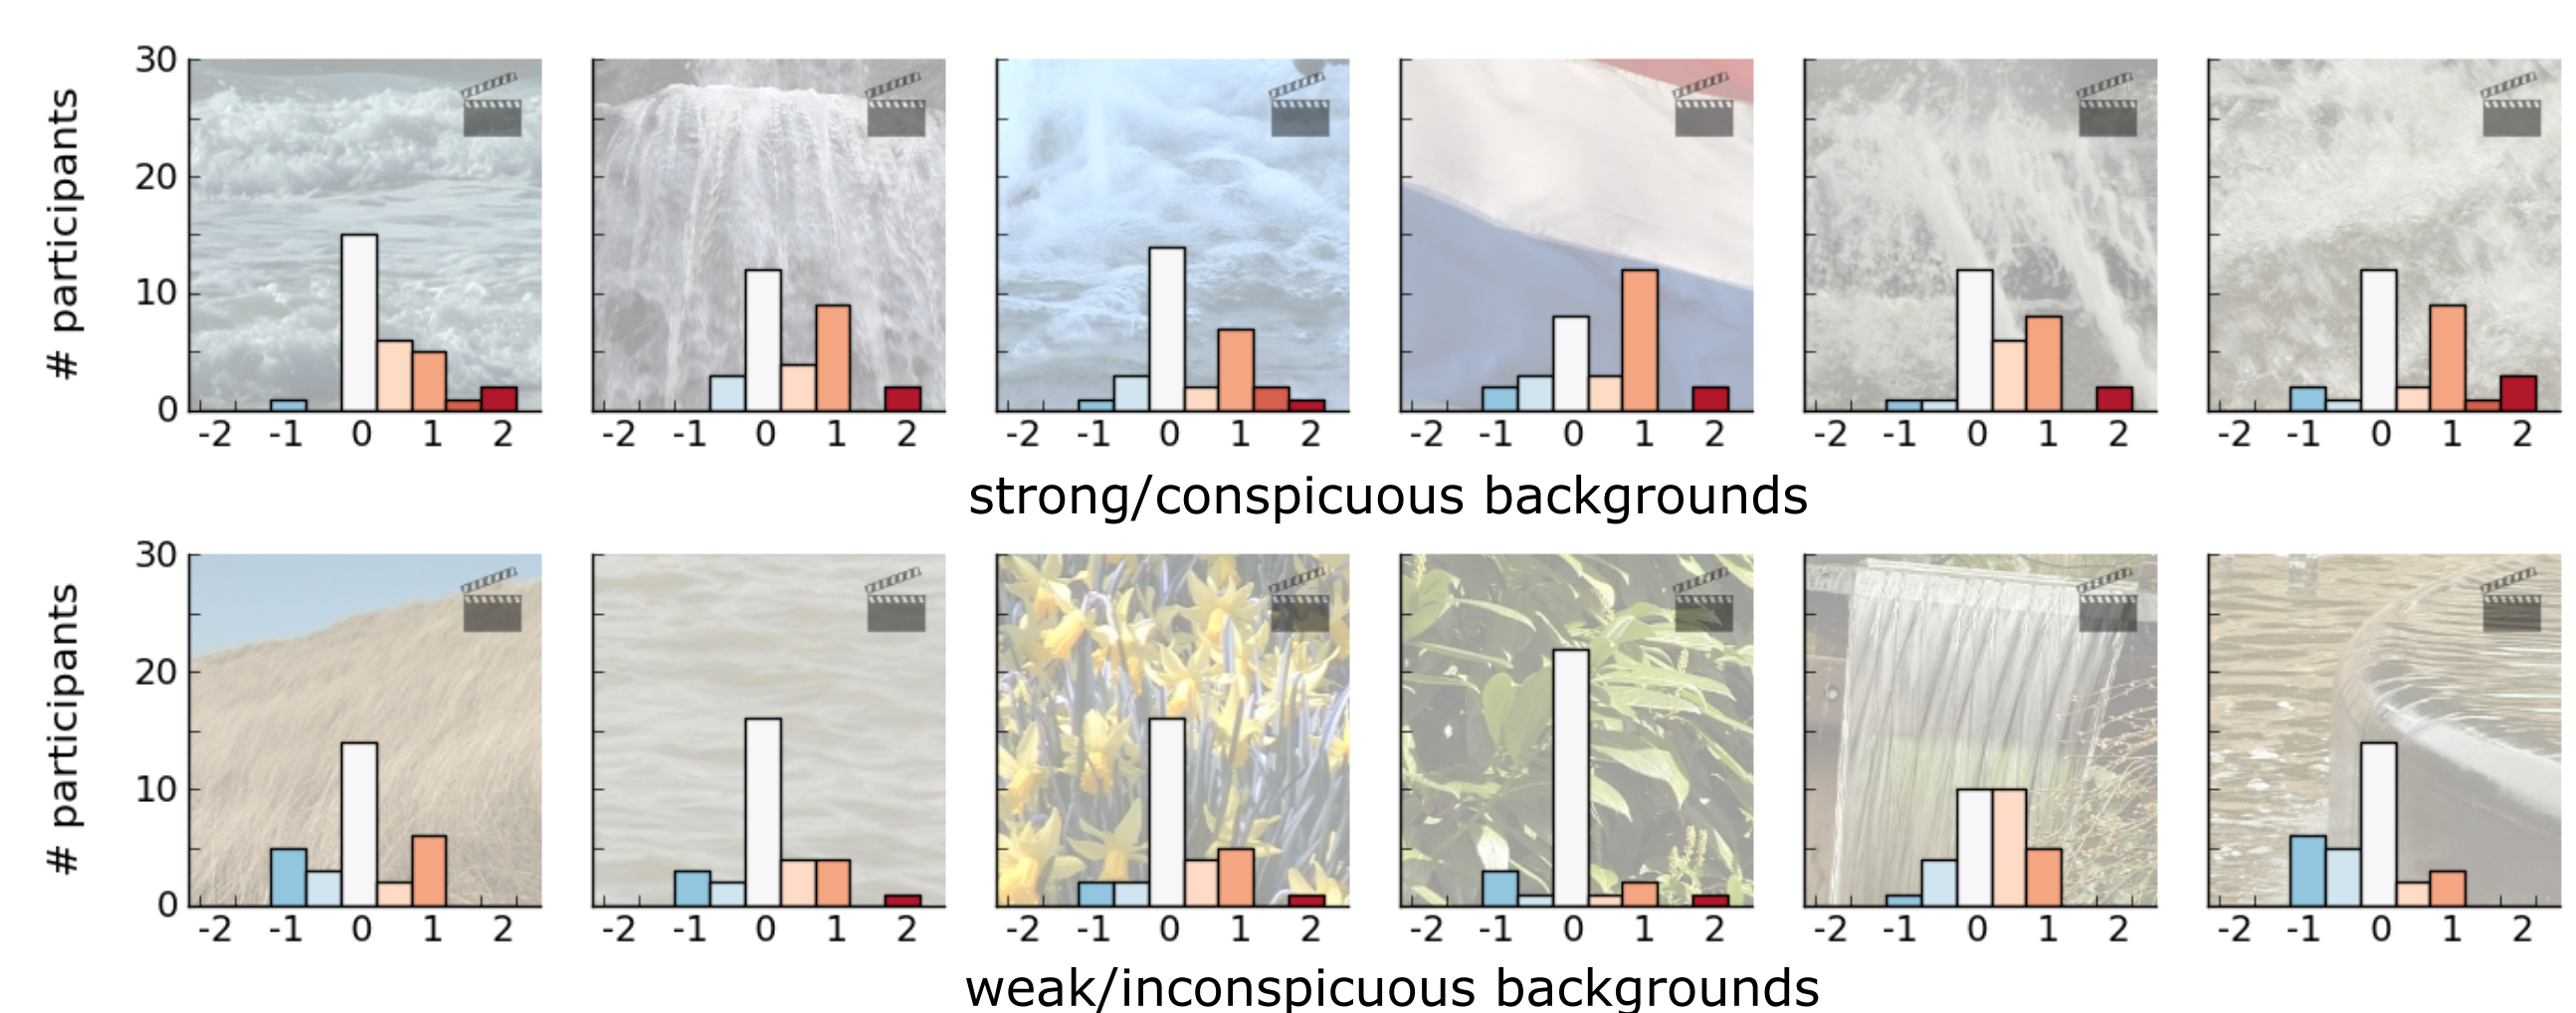 # participants
30
20
10
0
-2 -1 0 1 2
-2 -1 0 1 2
-2 -1 0 1 2
-2 -1 0 1 2
-2 -1 0 1 2
-2 -1 0 1 2
strong/conspicuous backgrounds
# participants
30
20
10
0
-2 -1 0 1 2
-2 -1 0 1 2
-2 -1 0 1 2
-2 -1 0 1 2
-2 -1 0 1 2
-2 -1 0 1 2
weak/inconspicuous backgrounds